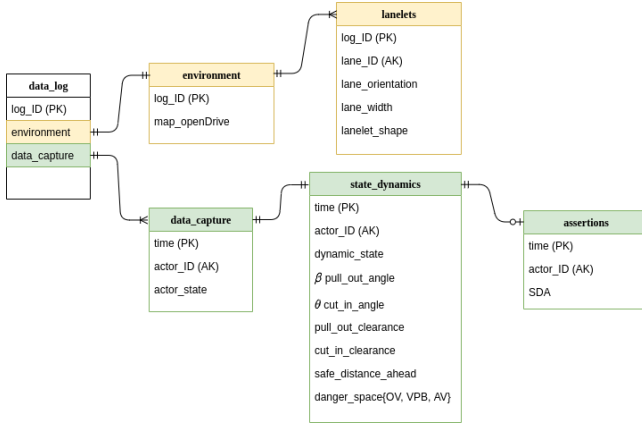 lanelets
log_ID (PK)
lane_ID (AK)
lane_orientation
lane_width
lanelet_shape
environment
log_ID (PK)
map_openDrive
data_log
log_ID (PK)
environment
data_capture
data_capture
time (PK)
actor_ID (AK)
actor_state
state_dynamics
time (PK)
actor_ID (AK)
dynamic_state
β pull_out_angle
θ cut_in_angle
pull_out_clearance
cut_in_clearance
safe_distance_ahead
danger_space{OV, VPB, AV}
assertions
time (PK)
actor_ID (AK)
SDA